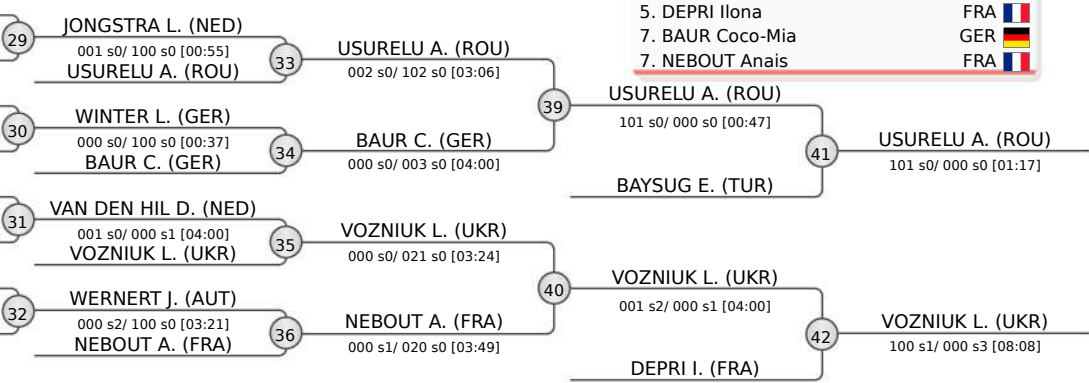 5. DEPRI Ilona FRA
7. BAUR Coco-Mia GER
7. NEBOUT Anais FRA
29
JONGSTRA L. (NED)
001 s0/ 100 s0 [00:55]
USURELU A. (ROU)
30
WINTER L. (GER)
000 s0/ 100 s0 [00:37]
BAUR C. (GER)
31
VAN DEN HIL D. (NED)
001 s0/ 000 s1 [04:00]
VOZNIUK L. (UKR)
32
WERNERT J. (AUT)
000 s2/ 100 s0 [03:21]
NEBOUT A. (FRA)
33
USURELU A. (ROU)
002 s0/ 102 s0 [03:06]
34
BAUR C. (GER)
000 s0/ 003 s0 [04:00]
35
VOZNIUK L. (UKR)
000 s0/ 021 s0 [03:24]
36
NEBOUT A. (FRA)
000 s1/ 020 s0 [03:49]
39
USURELU A. (ROU)
101 s0/ 000 s0 [00:47]
BAYSUG E. (TUR)
40
VOZNIUK L. (UKR)
001 s2/ 000 s1 [04:00]
DEPRI I. (FRA)
41
USURELU A. (ROU)
101 s0/ 000 s0 [01:17]
42
VOZNIUK L. (UKR)
100 s1/ 000 s3 [08:08]